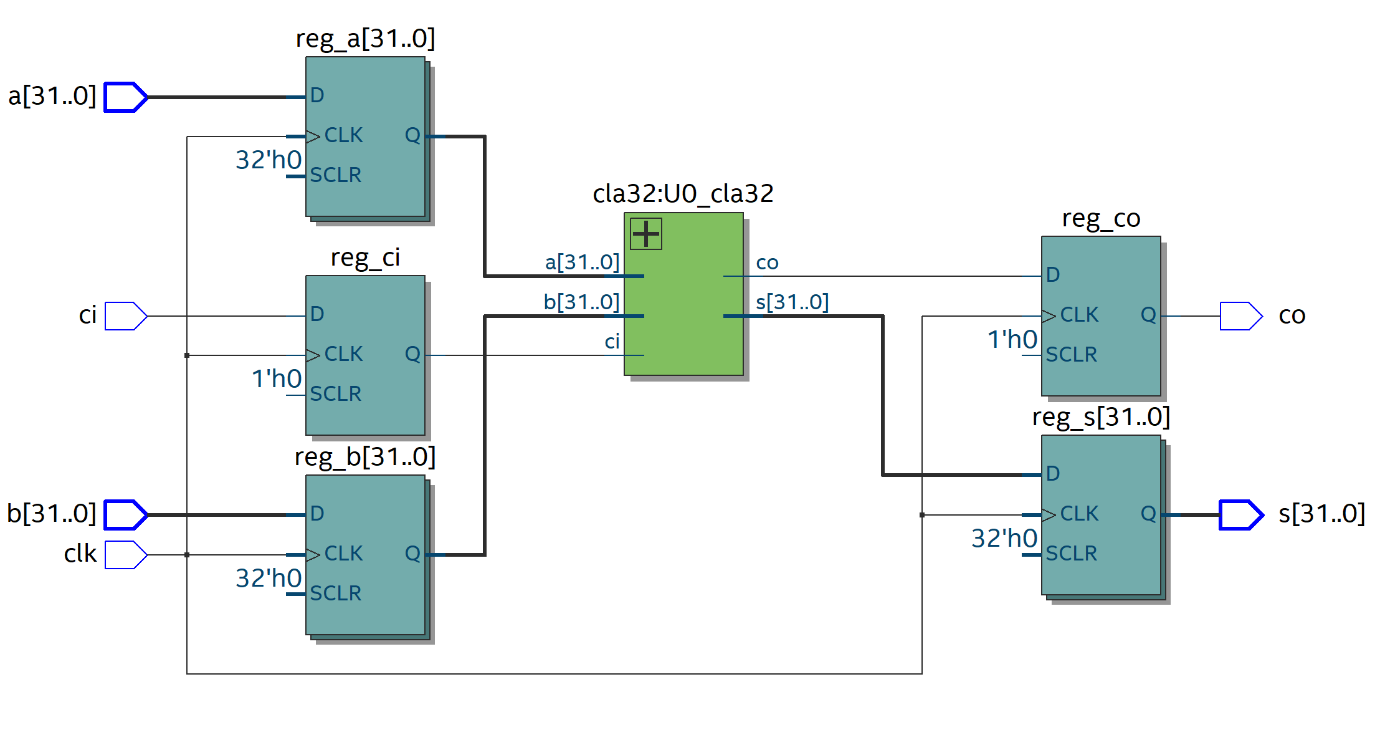 reg_a[31..0]
a[31..0]
D
CLK
Q
32'h0
SCLR
cla32:U0_cla32
a[31..0]
co
b[31..0]
s[31..0]
ci
reg_ci
ci
D
CLK
Q
1'h0
SCLR
reg_co
D
CLK
Q
co
1'h0
SCLR
reg_b[31..0]
b[31..0]
D
clk
CLK
Q
32'h0
SCLR
reg_s[31..0]
D
CLK
Q
s[31..0]
32'h0
SCLR